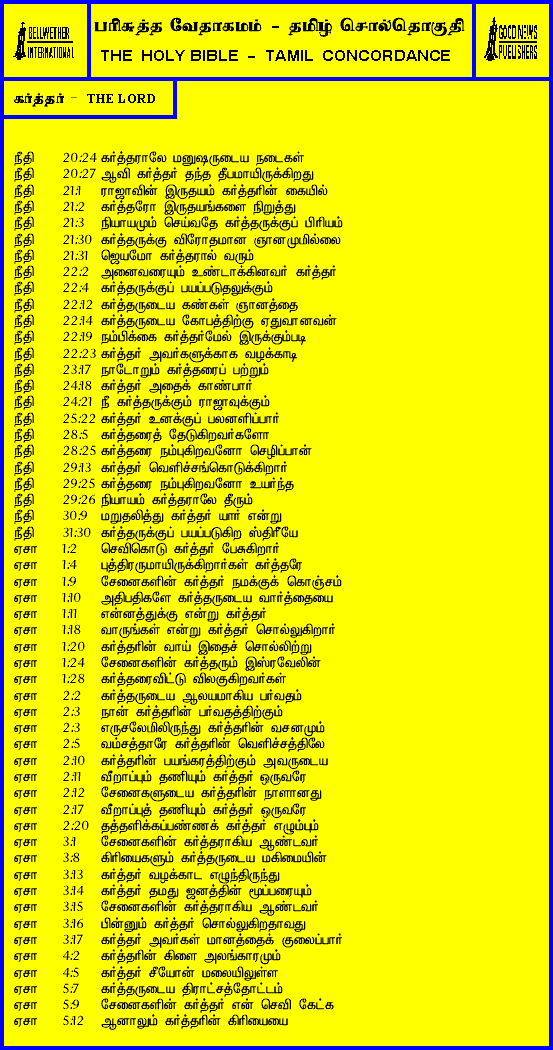 BELLWETHER
INTERNATIONAL
பரிசுத்த வேதாகமம் - தமிழ் சொல்தொகுதி
THE HOLY BIBLE - TAMIL CONCORDANCE
GOOD NEWS
PUBLISHERS
கர்த்தர் - THE LORD
நீதி 20:24 கர்த்தராலே மனுஷருடைய நடைகள்
நீதி 20:27 ஆவி கர்த்தர் தந்த தீபமாயிருக்கிறது
நீதி 21:1 ராஜாவின் இருதயம் கர்த்தரின் கையில்
நீதி 21:2 கர்த்தரோ இருதயங்களை நிறுத்து
நீதி 21:3 நியாயமும் செய்வதே கர்த்தருக்குப் பிரியம்
நீதி 21:30 கர்த்தருக்கு விரோதமான ஞானமுமில்லை
நீதி 21:31 ஜெயமோ கர்த்தரால் வரும்
நீதி 22:2 அனைவரையும் உண்டாக்கினவர் கர்த்தர்
நீதி 22:4 கர்த்தருக்குப் பயப்படுதலுக்கும்
நீதி 22:12 கர்த்தருடைய கண்கள் ஞானத்தை
நீதி 22:14 கர்த்தருடைய கோபத்திற்கு ஏதுவானவன்
நீதி 22:19 நம்பிக்கை கர்த்தர்மேல் இருக்கும்படி
நீதி 22:23 கர்த்தர் அவர்களுக்காக வழக்காடி
நீதி 23:17 நாடோறும் கர்த்தரைப் பற்றும்
நீதி 24:18 கர்த்தர் அதைக் காண்பார்
நீதி 24:21 நீ கர்த்தருக்கும் ராஜாவுக்கும்
நீதி 25:22 கர்த்தர் உனக்குப் பலனளிப்பார்
நீதி 28:5 கர்த்தரைத் தேடுகிறவர்களோ
நீதி 28:25 கர்த்தரை நம்புகிறவனோ செழிப்பான்
நீதி 29:13 கர்த்தர் வெளிச்சங்கொடுக்கிறார்
நீதி 29:25 கர்த்தரை நம்புகிறவனோ உயர்ந்த
நீதி 29:26 நியாயம் கர்த்தராலே தீரும்
நீதி 30:9 மறுதலித்து கர்த்தர் யார் என்று
நீதி 31:30 கர்த்தருக்குப் பயப்படுகிற ஸ்திரீயே
ஏசா 1:2 செவிகொடு கர்த்தர் பேசுகிறார்
ஏசா 1:4 புத்திரருமாயிருக்கிறார்கள் கர்த்தரே
ஏசா 1:9 சேனைகளின் கர்த்தர் நமக்குக் கொஞ்சம்
ஏசா 1:10 அதிபதிகளே கர்த்தருடைய வார்த்தையை
ஏசா 1:11 என்னத்துக்கு என்று கர்த்தர்
ஏசா 1:18 வாருங்கள் என்று கர்த்தர் சொல்லுகிறார்
ஏசா 1:20 கர்த்தரின் வாய் இதைச் சொல்லிற்று
ஏசா 1:24 சேனைகளின் கர்த்தரும் இஸ்ரவேலின்
ஏசா 1:28 கர்த்தரைவிட்டு விலகுகிறவர்கள்
ஏசா 2:2 கர்த்தருடைய ஆலயமாகிய பர்வதம்
ஏசா 2:3 நான் கர்த்தரின் பர்வதத்திற்கும்
ஏசா 2:3 எருசலேமிலிருந்து கர்த்தரின் வசனமும்
ஏசா 2:5 வம்சத்தாரே கர்த்தரின் வெளிச்சத்திலே
ஏசா 2:10 கர்த்தரின் பயங்கரத்திற்கும் அவருடைய
ஏசா 2:11 வீறாப்பும் தணியும் கர்த்தர் ஒருவரே
ஏசா 2:12 சேனைகளுடைய கர்த்தரின் நாளானது
ஏசா 2:17 வீறாப்புத் தணியும் கர்த்தர் ஒருவரே
ஏசா 2:20 தத்தளிக்கப்பண்ணக் கர்த்தர் எழும்பும்
ஏசா 3:1 சேனைகளின் கர்த்தராகிய ஆண்டவர்
ஏசா 3:8 கிரியைகளும் கர்த்தருடைய மகிமையின்
ஏசா 3:13 கர்த்தர் வழக்காட எழுந்திருந்து
ஏசா 3:14 கர்த்தர் தமது ஜனத்தின் மூப்பரையும்
ஏசா 3:15 சேனைகளின் கர்த்தராகிய ஆண்டவர்
ஏசா 3:16 பின்னும் கர்த்தர் சொல்லுகிறதாவது
ஏசா 3:17 கர்த்தர் அவர்கள் மானத்தைக் குலைப்பார்
ஏசா 4:2 கர்த்தரின் கிளை அலங்காரமும்
ஏசா 4:5 கர்த்தர் சீயோன் மலையிலுள்ள
ஏசா 5:7 கர்த்தருடைய திராட்சத்தோட்டம்
ஏசா 5:9 சேனைகளின் கர்த்தர் என் செவி கேட்க
ஏசா 5:12 ஆனாலும் கர்த்தரின் கிரியையை